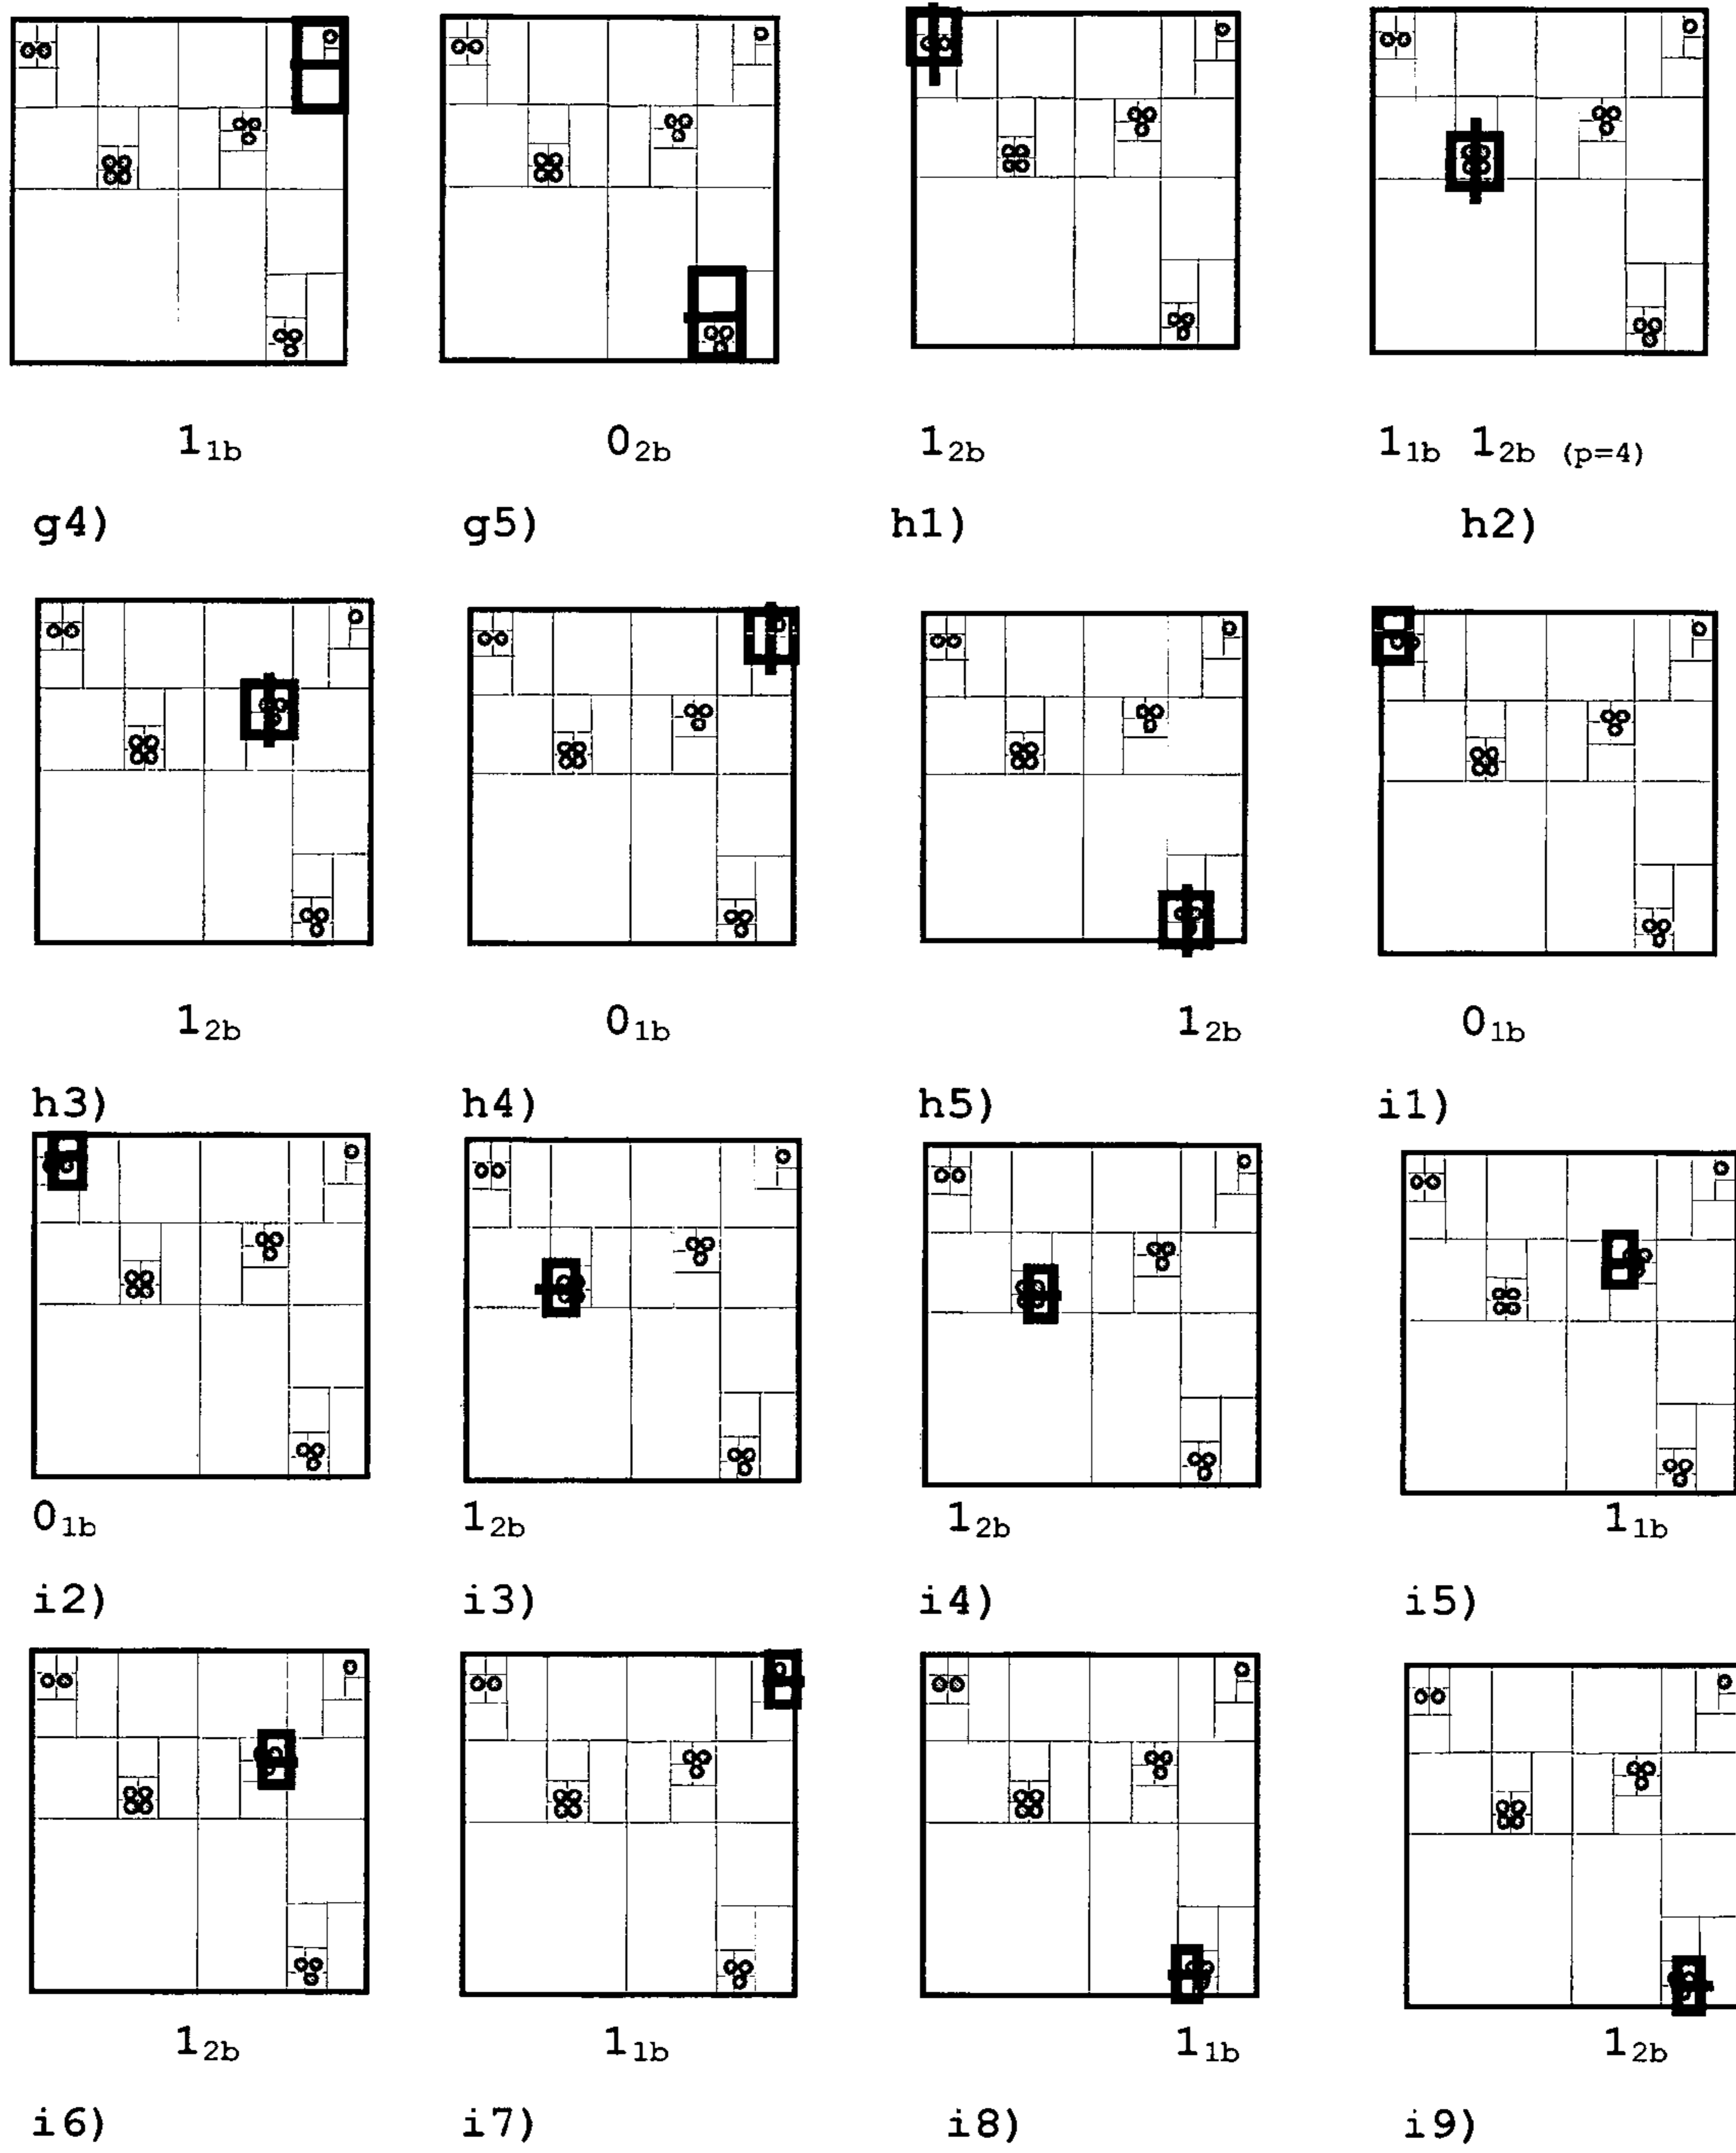 1₁b 0₂b 1₂b 1₁b 1₂b (p=4)
g4) g5) h1) h2)
1₂b 0₁b 1₂b 0₁b
h3) h4) h5) i1)
0₁b 1₂b 1₂b 1₁b
i2) i3) i4) i5)
1₂b 1₁b 1₁b 1₂b
i6) i7) i8) i9)